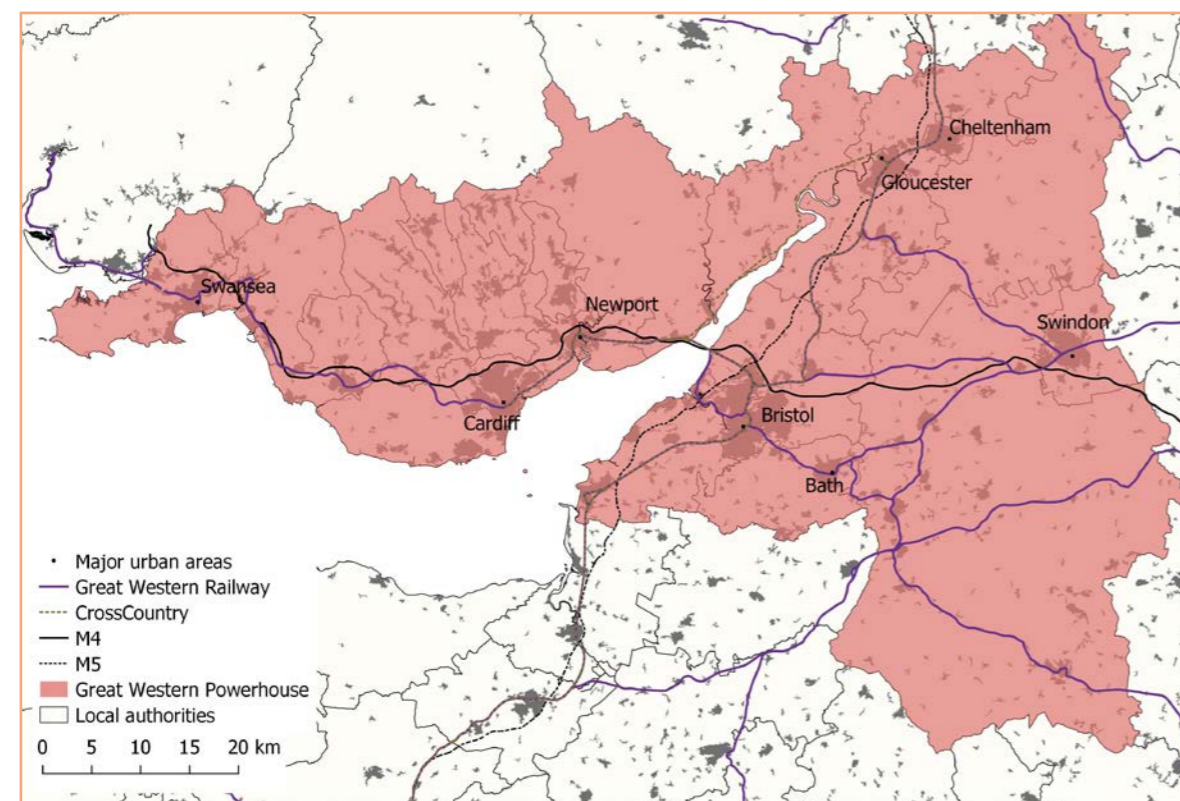 Cheltenham
Gloucester
Swansea
Newport
Swindon
Cardiff
Bristol
Bath
Major urban areas
Great Western Railway
CrossCountry
M4
M5
Great Western Powerhouse
Local authorities
0 5 10 15 20 km